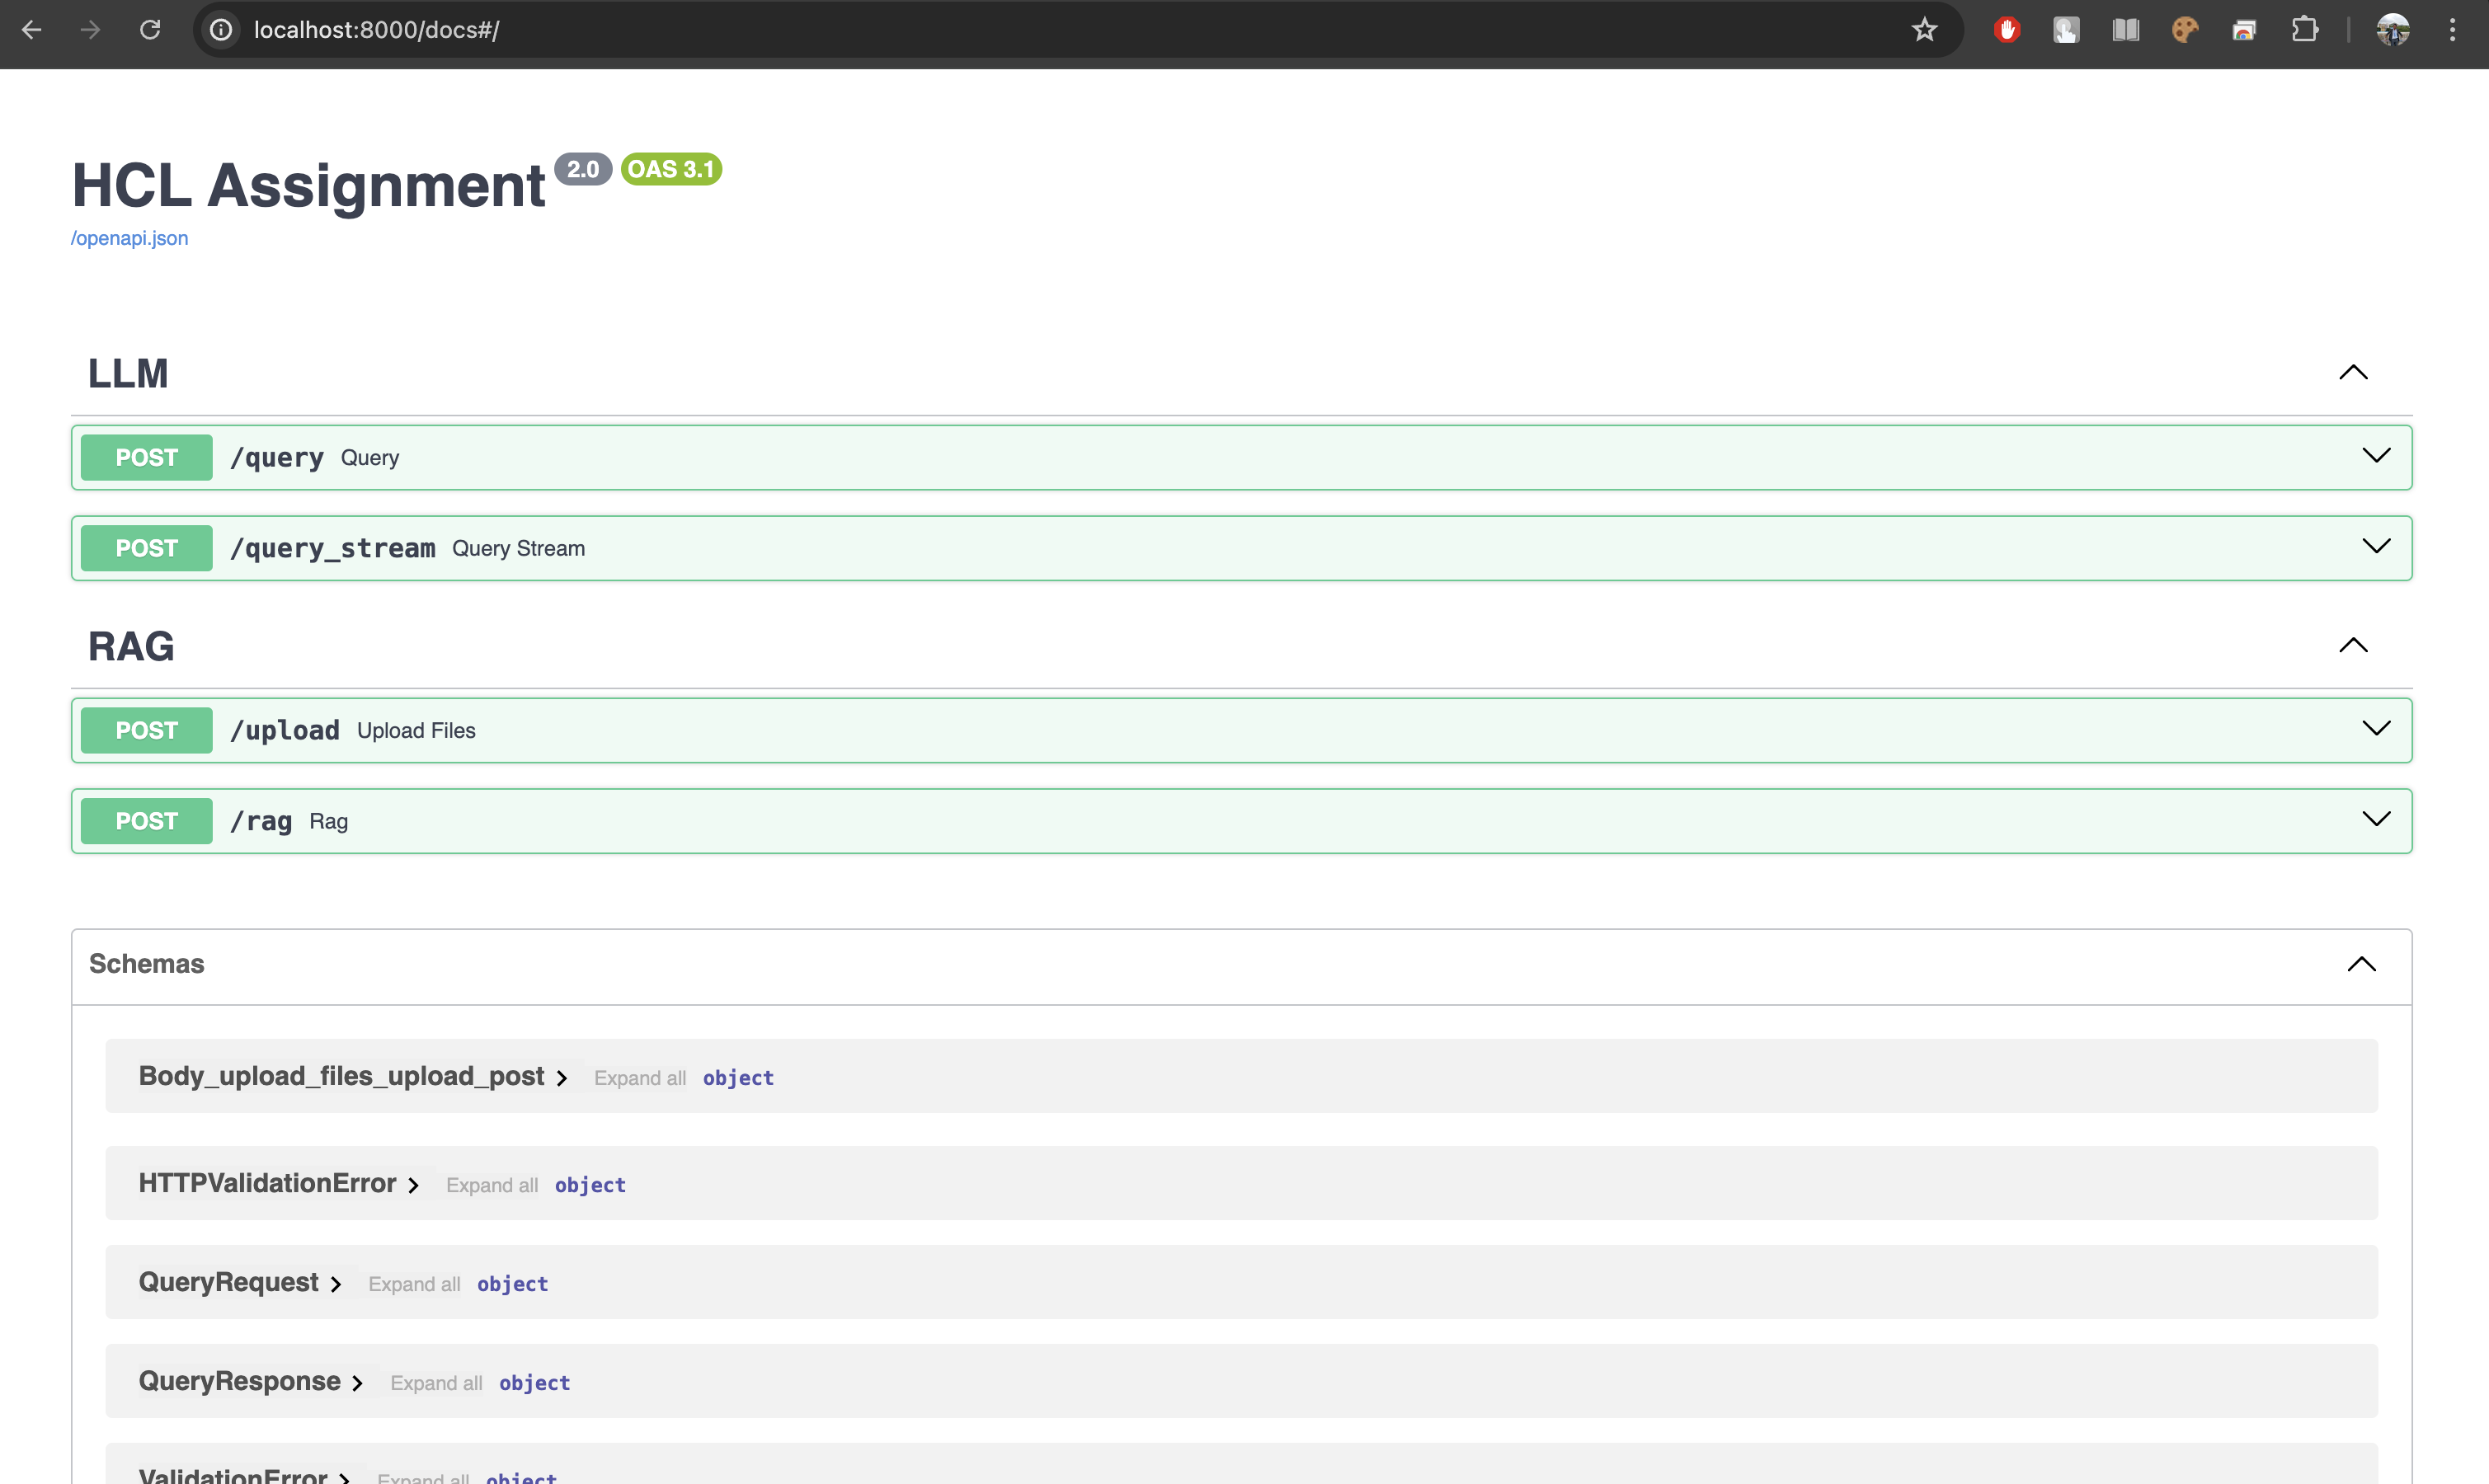 localhost:8000/docs#/
HCL Assignment 2.0 OAS 3.1
/openapi.json
LLM
POST /query Query
POST /query_stream Query Stream
RAG
POST /upload Upload Files
POST /rag Rag
Schemas
Body_upload_files_upload_post Expand all object
HTTPValidationError Expand all object
QueryRequest Expand all object
QueryResponse Expand all object
ValidationError Expand all object